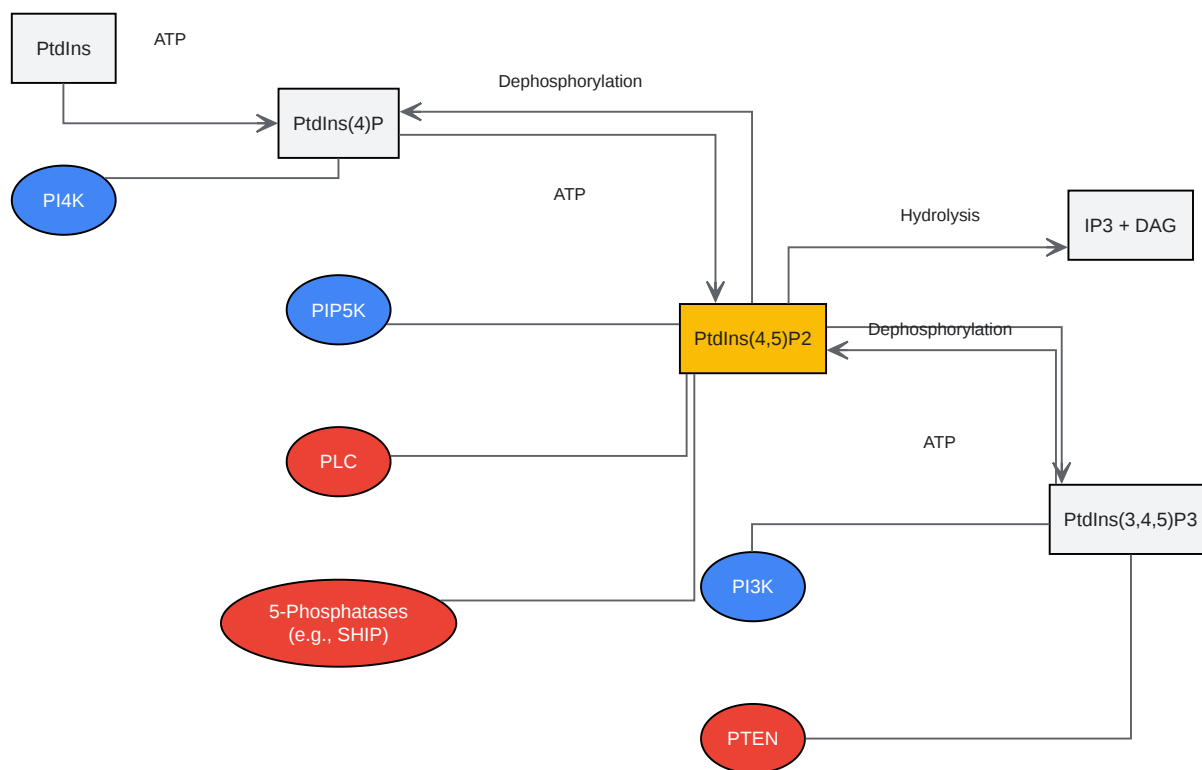 PtdIns
ATP
Dephosphorylation
PtdIns(4)P
PI4K
ATP
Hydrolysis
IP3 + DAG
PIP5K
PtdIns(4,5)P2
Dephosphorylation
ATP
PLC
PtdIns(3,4,5)P3
PI3K
5-Phosphatases
(e.g., SHIP)
PTEN